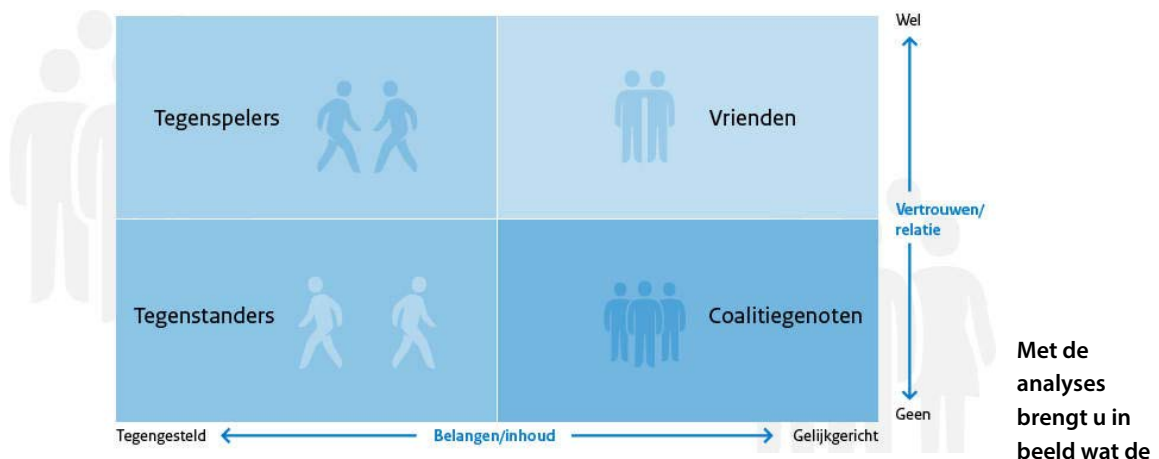 Wel
Tegenspelers
Vrienden
Vertrouwen/
relatie
Tegenstanders
Coalitiegenoten
Geen
Tegengesteld
Belangen/inhoud
Gelijkgericht
Met de
analyses
brengt u in
beeld wat de